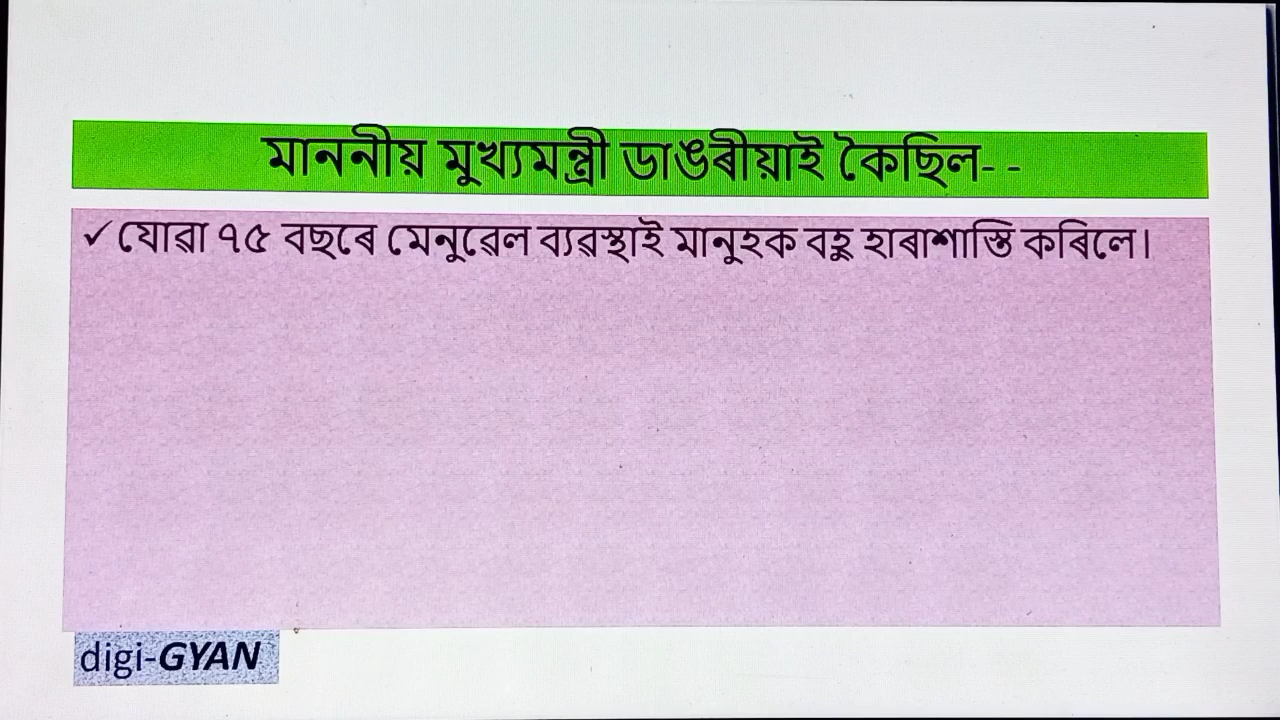 মাননীয় মুখ্যমন্ত্ৰী ডাঙৰীয়াই কৈছিল- -
✓ যোৱা ৭৫ বছৰে মেনুৱেল ব্যৱস্থাই মানুহক বহু হাৰাশাস্তি কৰিলে।
digi-GYAN